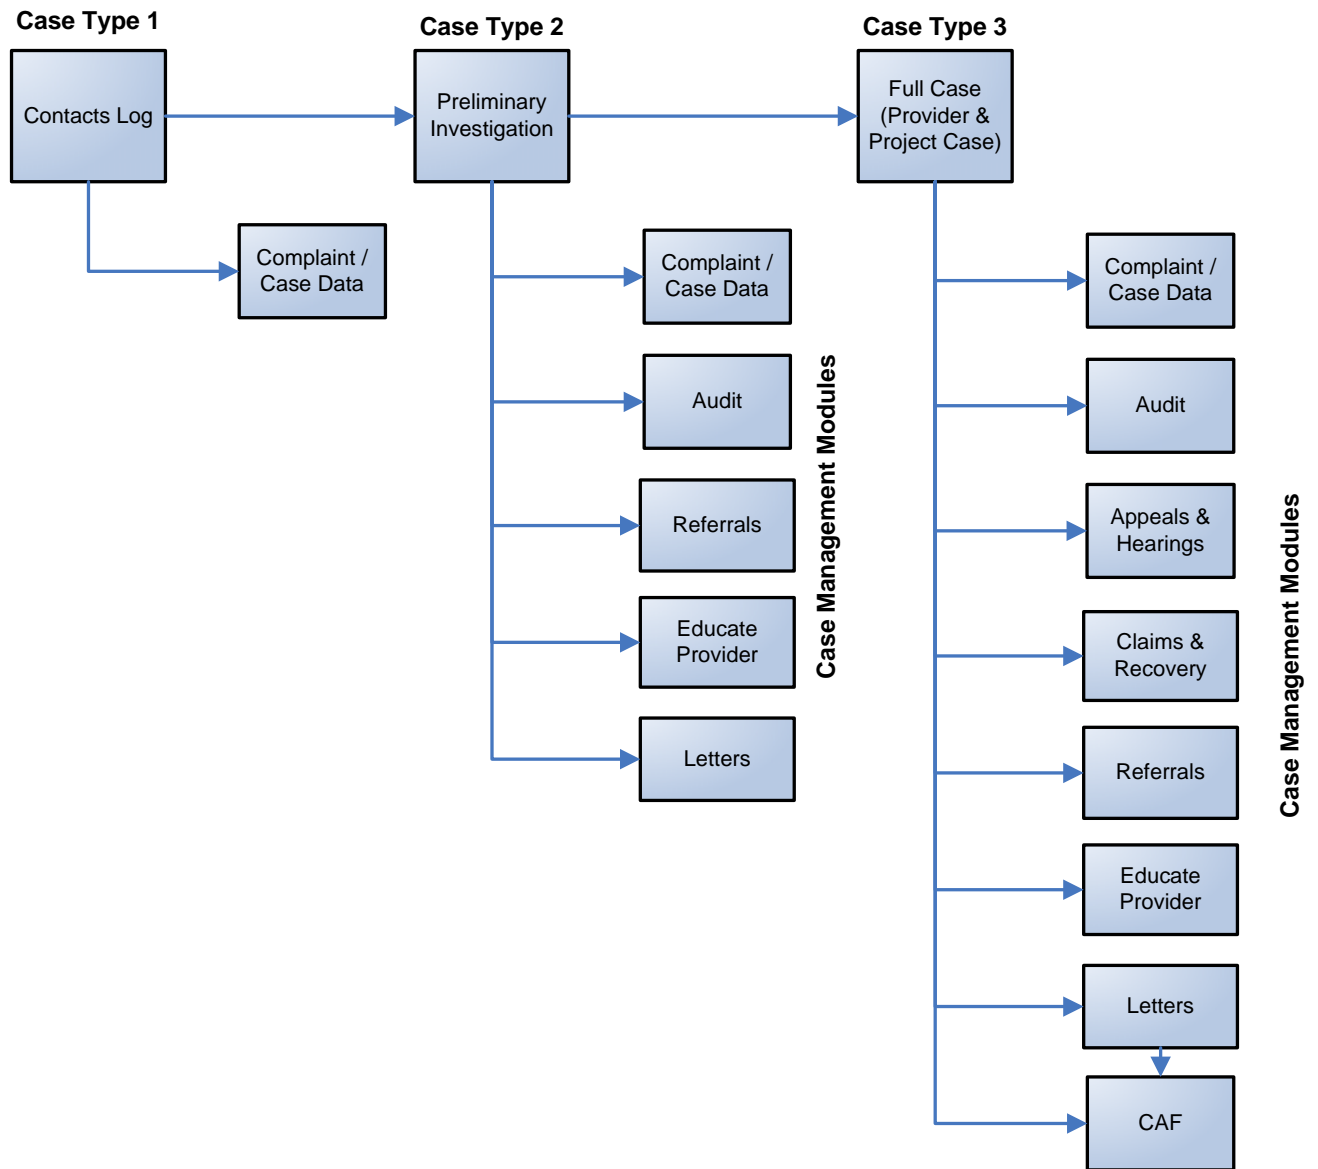 Case Type 1
Contacts Log
Complaint /
Case Data
Case Type 2
Preliminary
Investigation
Complaint /
Case Data
Audit
Referrals
Educate
Provider
Letters
Case Management Modules
Case Type 3
Full Case
(Provider &
Project Case)
Complaint /
Case Data
Audit
Appeals &
Hearings
Claims &
Recovery
Referrals
Educate
Provider
Letters
CAF
Case Management Modules